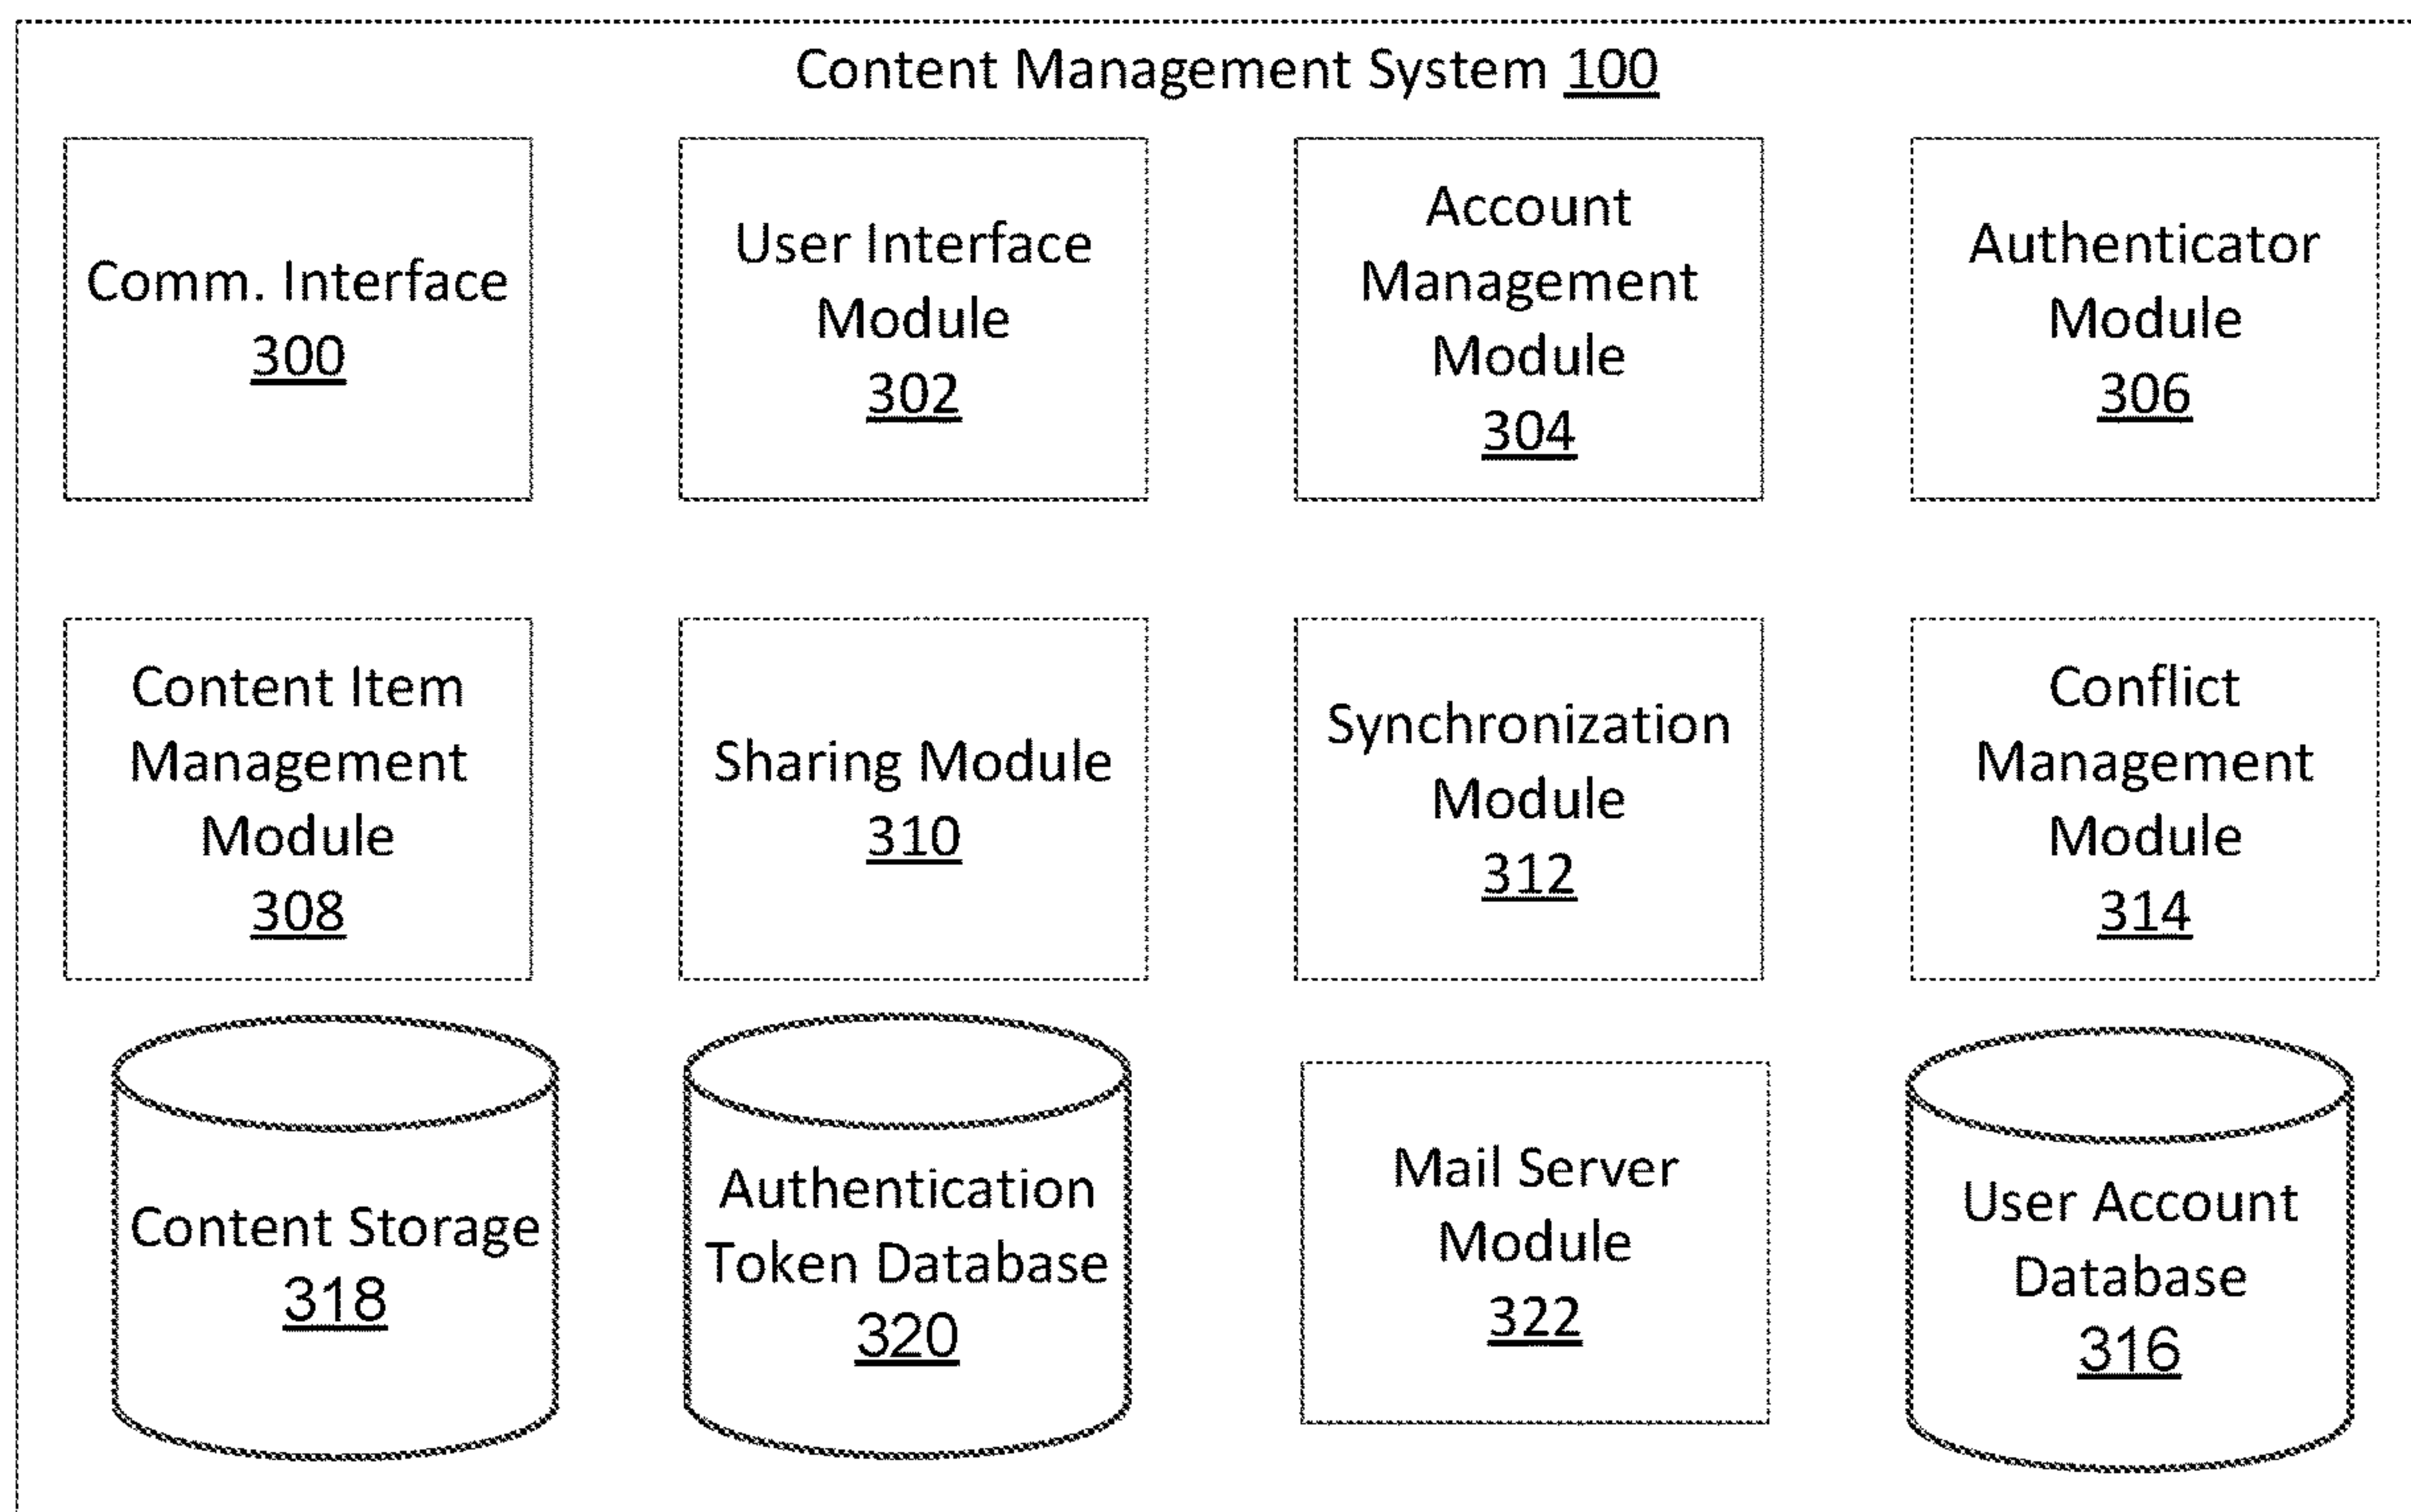 Content Management System 100
Comm. Interface
300
User Interface
Module
302
Account
Management
Module
304
Authenticator
Module
306
Content Item
Management
Module
308
Sharing Module
310
Synchronization
Module
312
Conflict
Management
Module
314
Content Storage
318
Authentication
Token Database
320
Mail Server
Module
322
User Account
Database
316